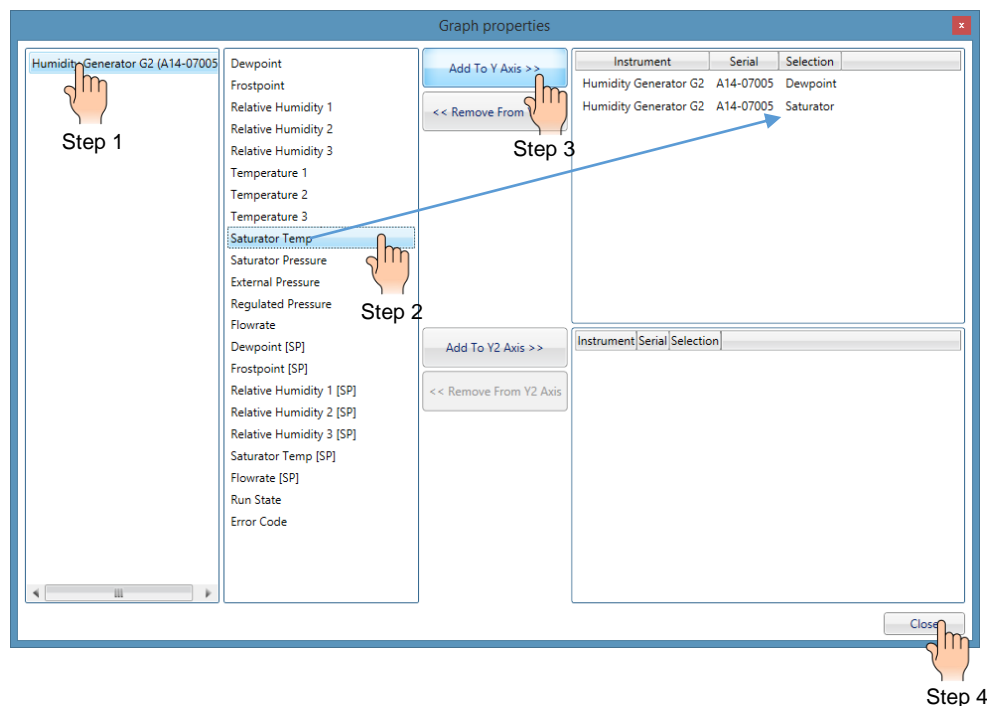 Graph properties
x
Humidity Generator G2 (A14-07005
Step 1
Dewpoint
Frostpoint
Relative Humidity 1
Relative Humidity 2
Relative Humidity 3
Temperature 1
Temperature 2
Temperature 3
Saturator Temp
Saturator Pressure
External Pressure
Regulated Pressure
Flowrate
Dewpoint [SP]
Frostpoint [SP]
Relative Humidity 1 [SP]
Relative Humidity 2 [SP]
Relative Humidity 3 [SP]
Saturator Temp [SP]
Flowrate [SP]
Run State
Error Code
Step 2
Add To Y Axis >>
<< Remove From
Step 3
Instrument Serial Selection
Humidity Generator G2 A14-07005 Dewpoint
Humidity Generator G2 A14-07005 Saturator
Add To Y2 Axis >>
<< Remove From Y2 Axis
Instrument Serial Selection
Close
Step 4